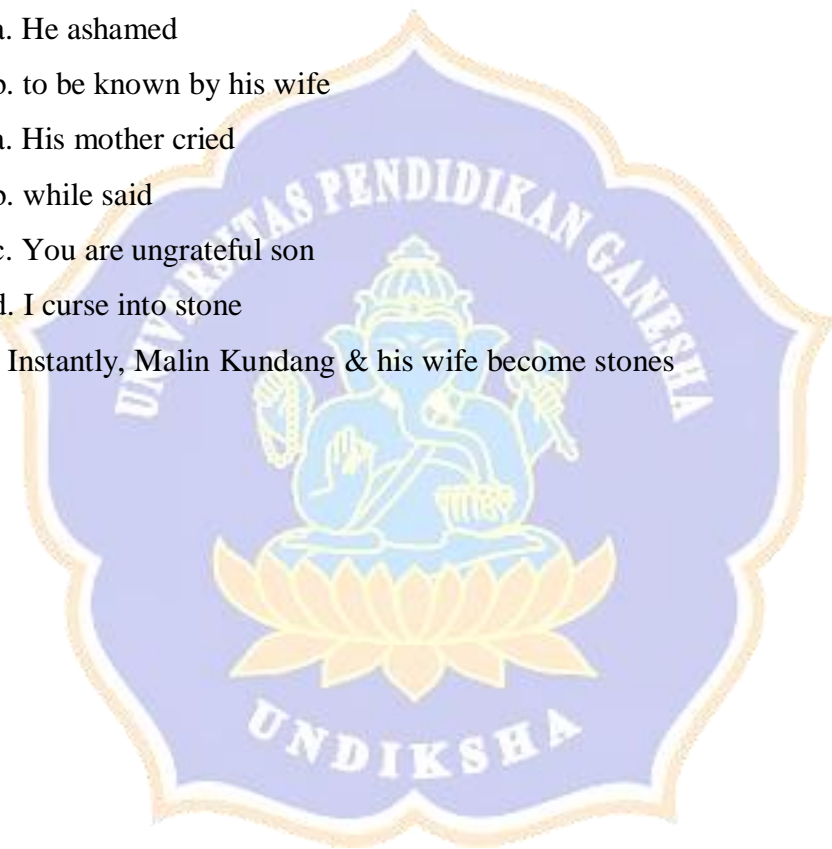 a. He ashamed
b. to be known by his wife
a. His mother cried
b. while said
c. You are ungrateful son
d. I curse into stone
Instantly, Malin Kundang & his wife become stones
UNIVERSITAS PENDIDIKAN GANESHA
UNDIKSHA